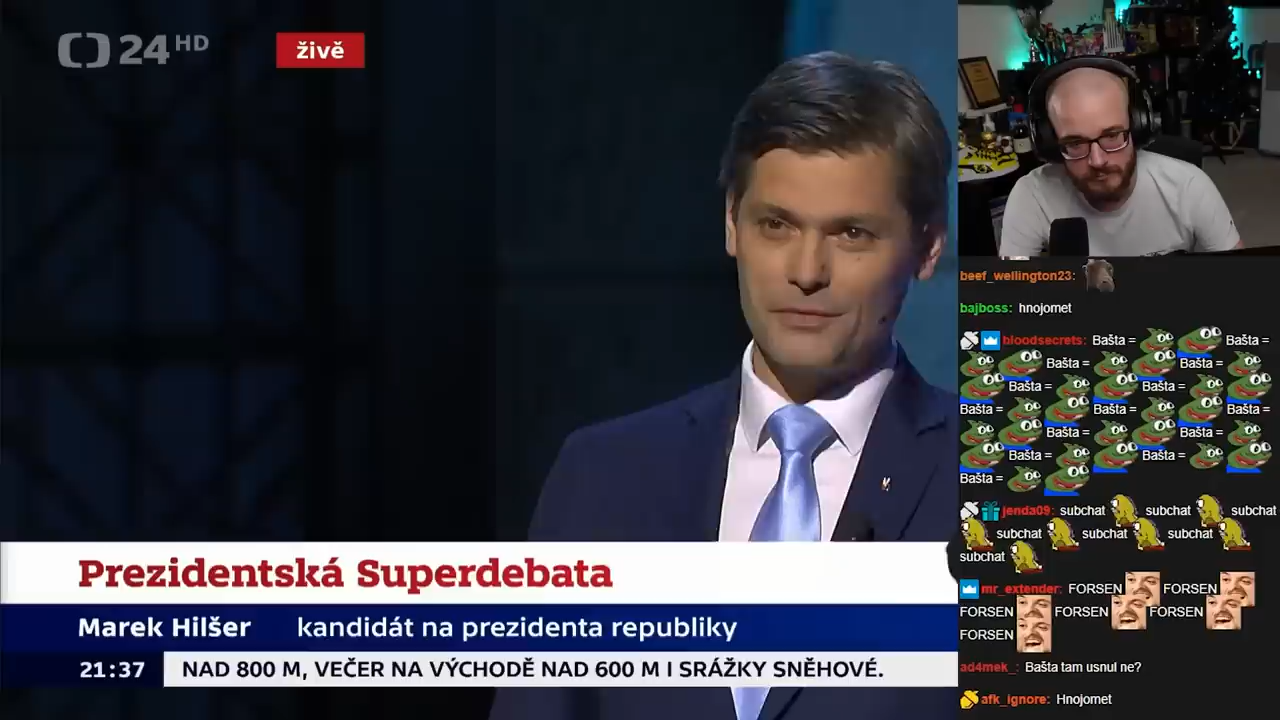 24 HD
živě
Prezidentská Superdebata
Marek Hilšer kandidát na prezidenta republiky
21:37 NAD 800 M, VEČER NA VÝCHODĚ NAD 600 M I SRÁŽKY SNĚHOVÉ.
beef_wellington23:
bajboss: hnojomet
bloodsecrets: Bašta = Bašta =
Bašta = Bašta =
Bašta = Bašta =
Bašta = Bašta = Bašta =
Bašta = Bašta =
Bašta = Bašta =
Bašta =
jenda09: subchat subchat subchat
subchat subchat subchat
subchat
mr_extender: FORSEN FORSEN
FORSEN FORSEN FORSEN
FORSEN
ad4mek_: Bašta tam usnul ne?
afk_ignore: Hnojomet